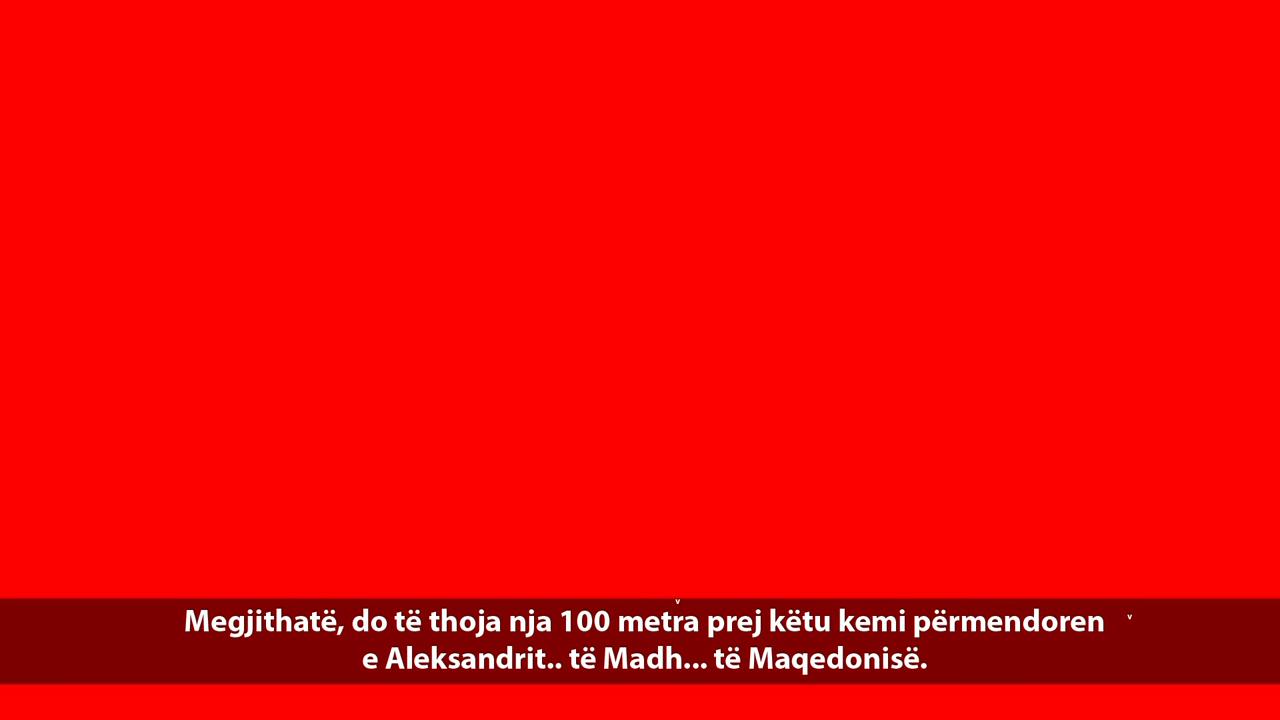 Megjithatë, do të thoja nja 100 metra prej këtu kemi përmendoren
e Aleksandrit.. të Madh... të Maqedonisë.